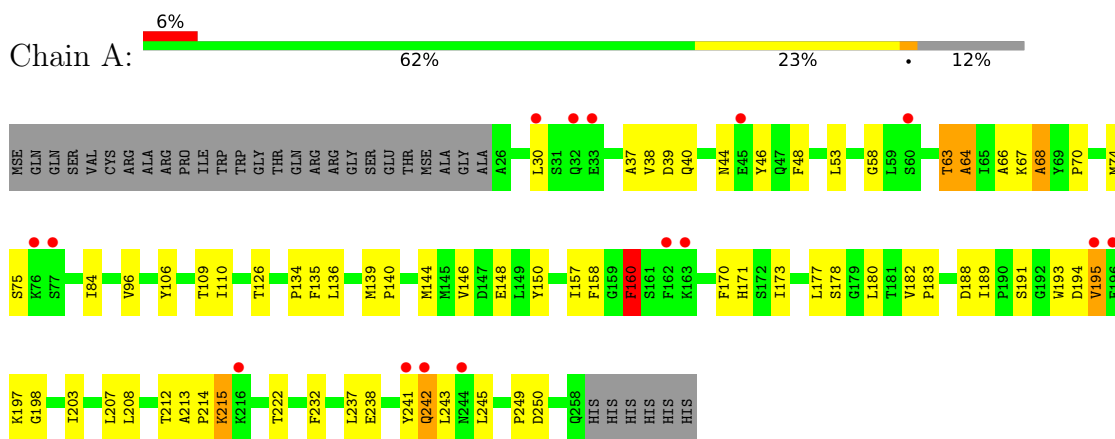 6%
Chain A:
62% 23% • 12%
MSE GLN GLN SER VAL CYS ARG ALA ARG PRO ILE TRP TRP GLY THR GLN ARG ARG GLY SER GLU THR MSE ALA GLY ALA A26 L30 S31 Q32 E33 A37 V38 D39 Q40 N44 E45 Y46 Q47 F48 L53 G58 L59 S60 T63 A64 I65 A66 K67 A68 Y69 P70 M74
S75 K76 S77 I84 V96 Y106 T109 I110 T126 P134 F135 L136 M139 P140 M144 M145 V146 D147 E148 L149 Y150 I157 F158 G159 F160 S161 F162 K163 F170 H171 S172 I173 L177 S178 G179 L180 T181 V182 P183 D188 I189 P190 S191 G192 W193 D194 V195 E196
K197 G198 I203 L207 L208 T212 A213 P214 K215 K216 T222 F232 L237 E238 Y241 Q242 L243 N244 L245 P249 D250 Q258 HIS HIS HIS HIS HIS HIS